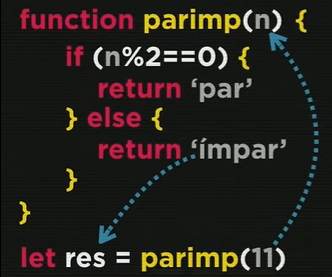 function parimp(n) {
if (n%2==0) {
return ‘par’
} else {
return ‘ímpar’
}
}
let res = parimp(11)